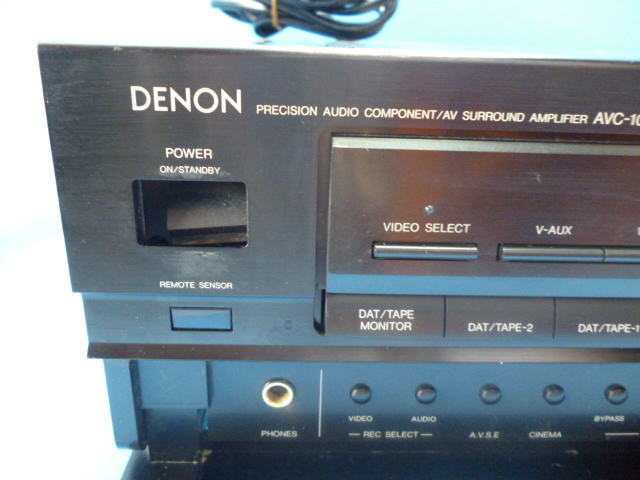 DENON PRECISION AUDIO COMPONENT/AV SURROUND AMPLIFIER AVC-10
POWER
ON/STANDBY
VIDEO SELECT
V-AUX
REMOTE SENSOR
DAT/TAPE
MONITOR
DAT/TAPE-2
DAT/TAPE-1
VIDEO
AUDIO
BYPASS
PHONES
REC SELECT
A.V.S.E
CINEMA